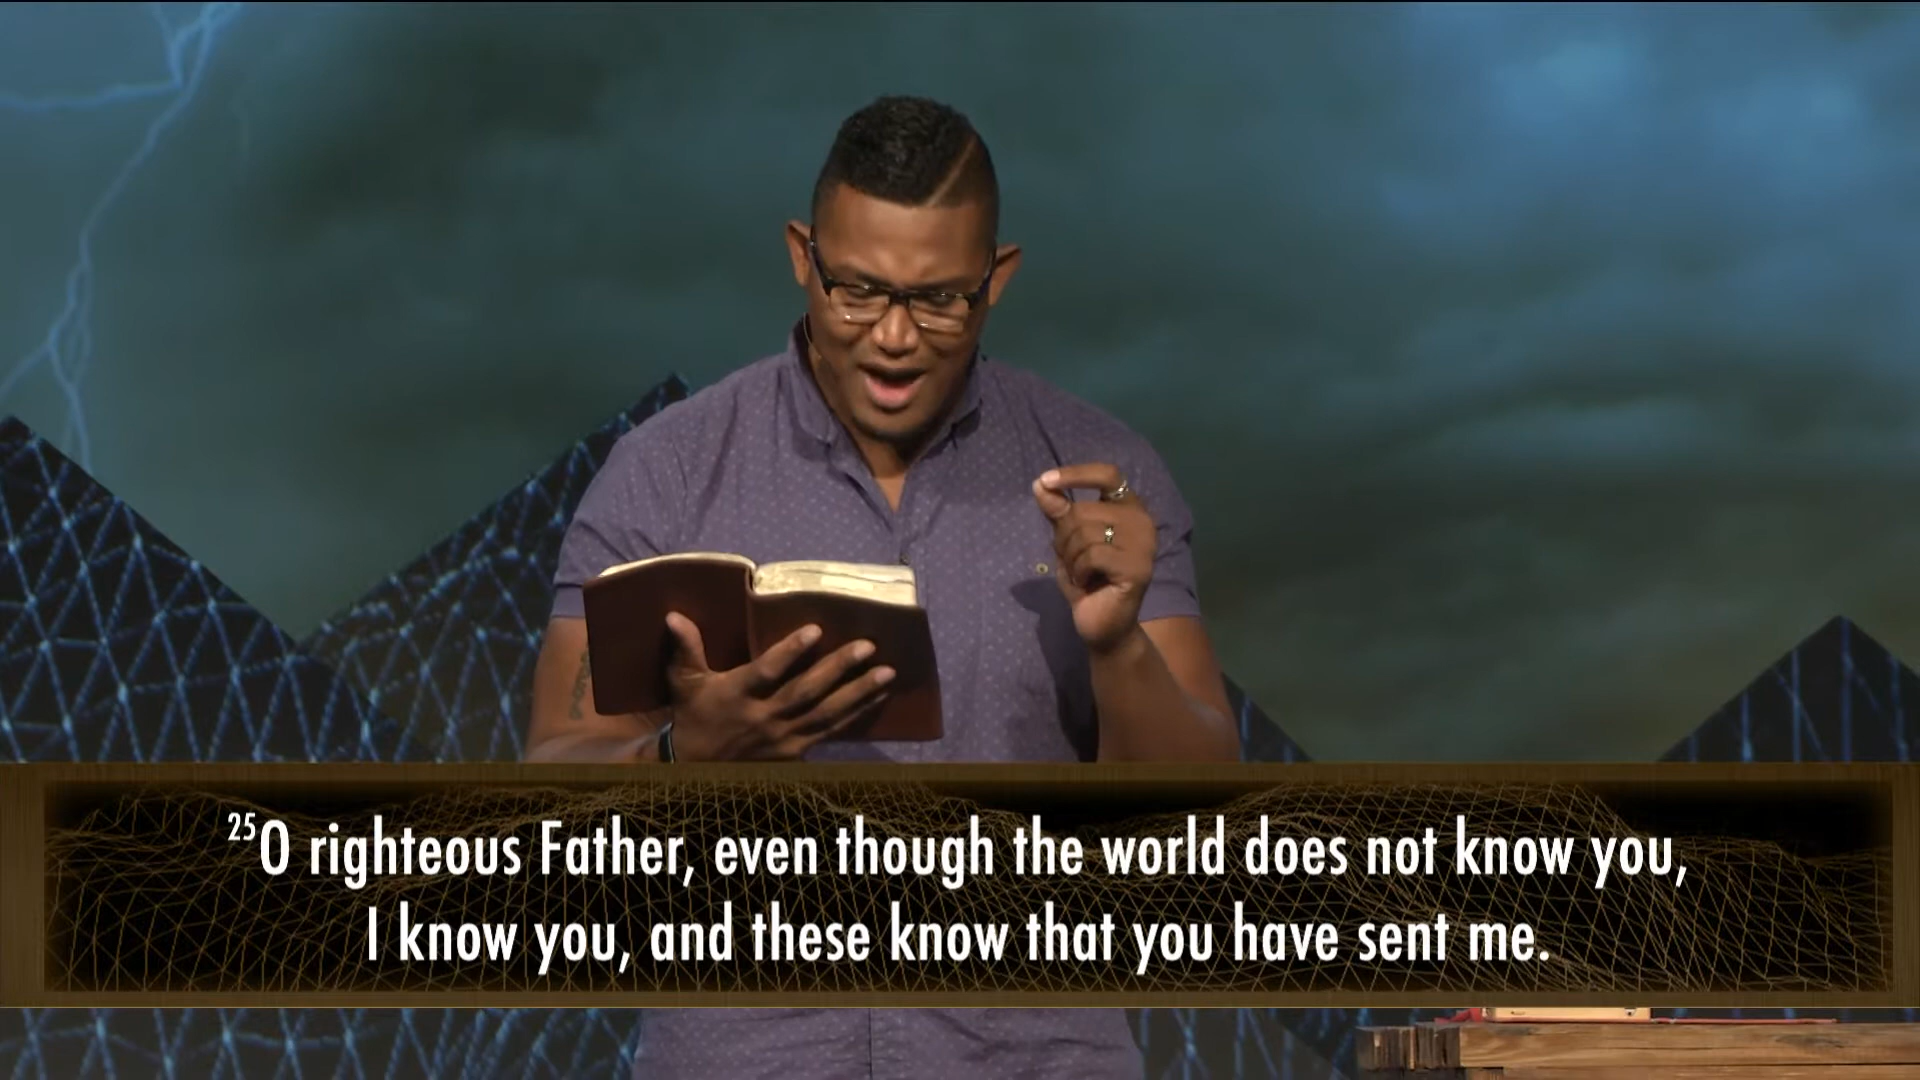 25O righteous Father, even though the world does not know you,
I know you, and these know that you have sent me.